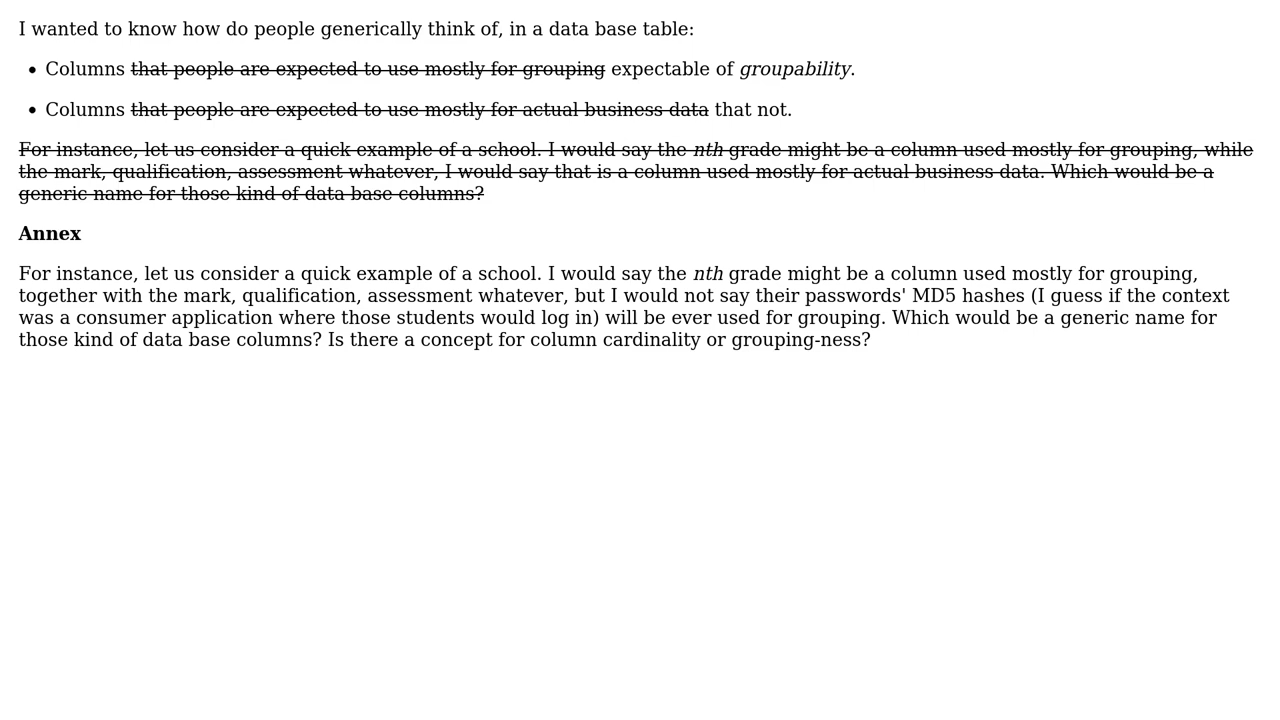 I wanted to know how do people generically think of, in a data base table:
• Columns that people are expected to use mostly for grouping expectable of groupability.
• Columns that people are expected to use mostly for actual business data that not.
For instance, let us consider a quick example of a school. I would say the nth grade might be a column used mostly for grouping, while
the mark, qualification, assessment whatever, I would say that is a column used mostly for actual business data. Which would be a
generic name for those kind of data base columns?
Annex
For instance, let us consider a quick example of a school. I would say the nth grade might be a column used mostly for grouping,
together with the mark, qualification, assessment whatever, but I would not say their passwords' MD5 hashes (I guess if the context
was a consumer application where those students would log in) will be ever used for grouping. Which would be a generic name for
those kind of data base columns? Is there a concept for column cardinality or grouping-ness?